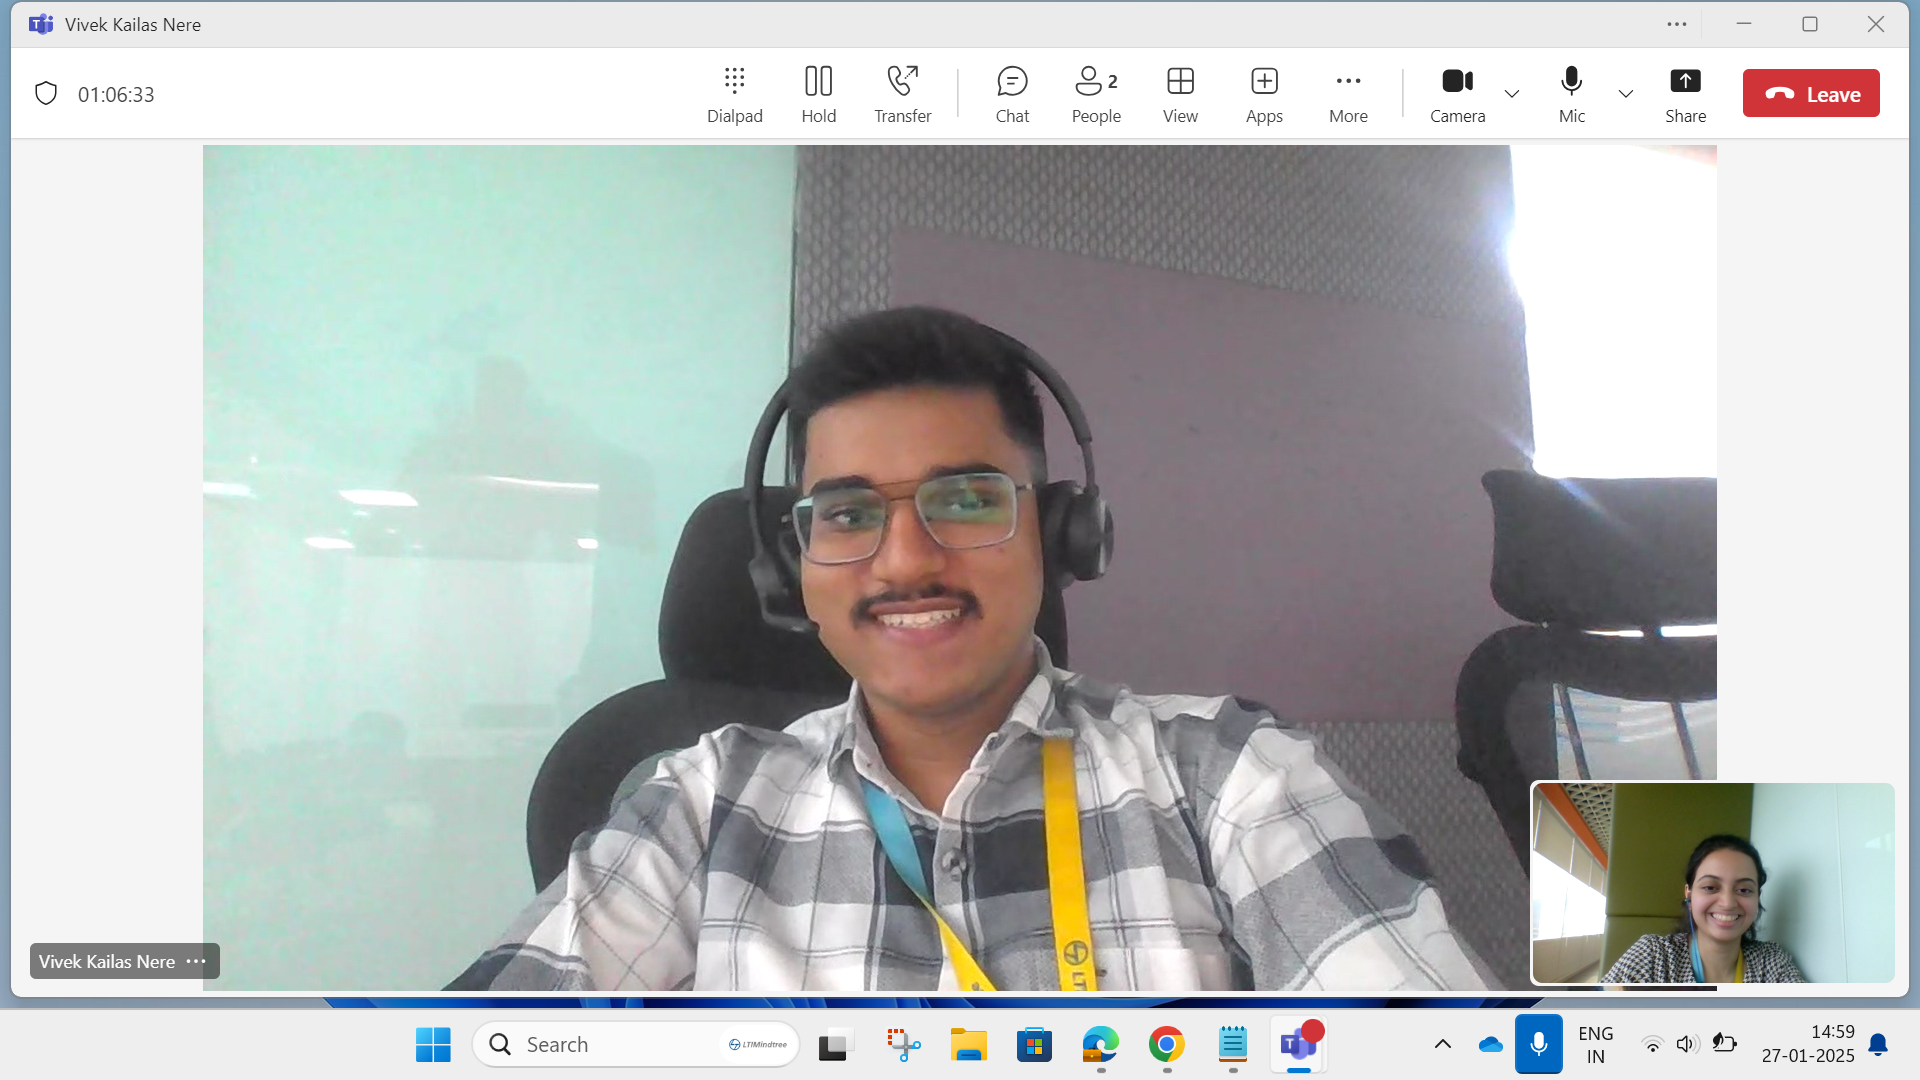 Vivek Kailas Nere
01:06:33
Dialpad
Hold
Transfer
Chat
2
People
View
Apps
More
Camera
Mic
Share
Leave
LT
Vivek Kailas Nere
Search
LTIMindtree
ENG
IN
14:59
27-01-2025